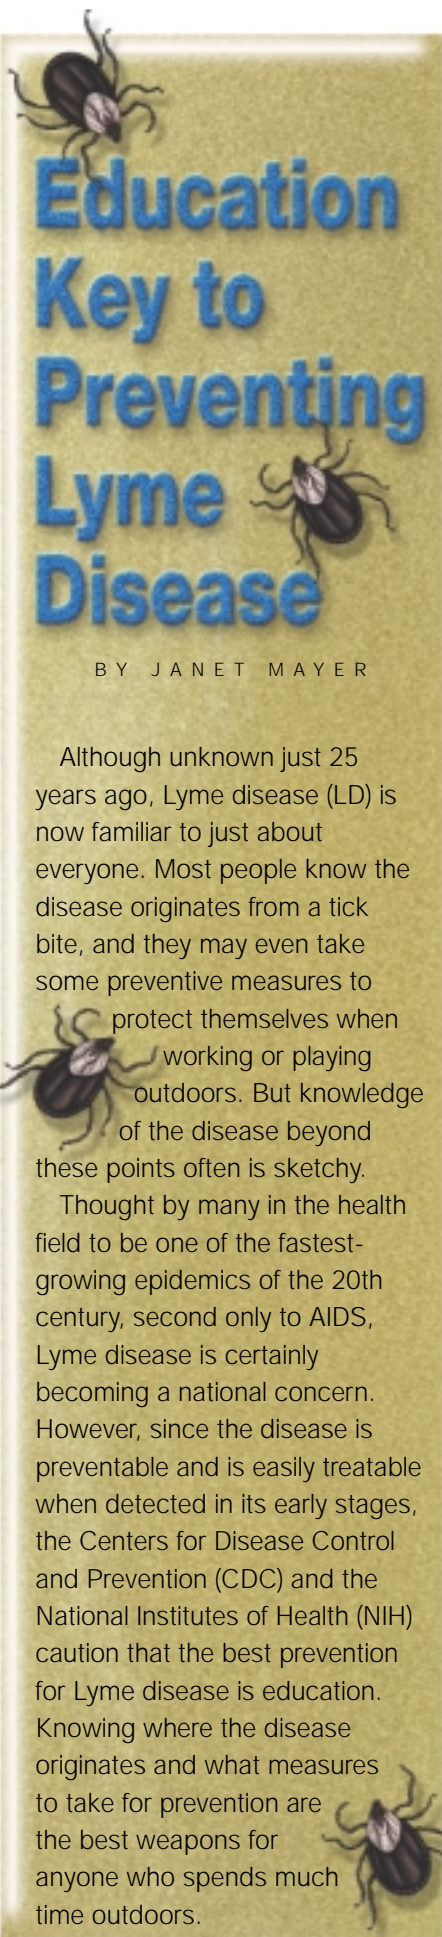 Education
Key to
Preventing
Lyme
Disease
BY JANET MAYER
Although unknown just 25
years ago, Lyme disease (LD) is
now familiar to just about
everyone. Most people know the
disease originates from a tick
bite, and they may even take
some preventive measures to
protect themselves when
working or playing
outdoors. But knowledge
of the disease beyond
these points often is sketchy.
Thought by many in the health
field to be one of the fastest-
growing epidemics of the 20th
century, second only to AIDS,
Lyme disease is certainly
becoming a national concern.
However, since the disease is
preventable and is easily treatable
when detected in its early stages,
the Centers for Disease Control
and Prevention (CDC) and the
National Institutes of Health (NIH)
caution that the best prevention
for Lyme disease is education.
Knowing where the disease
originates and what measures
to take for prevention are
the best weapons for
anyone who spends much
time outdoors.